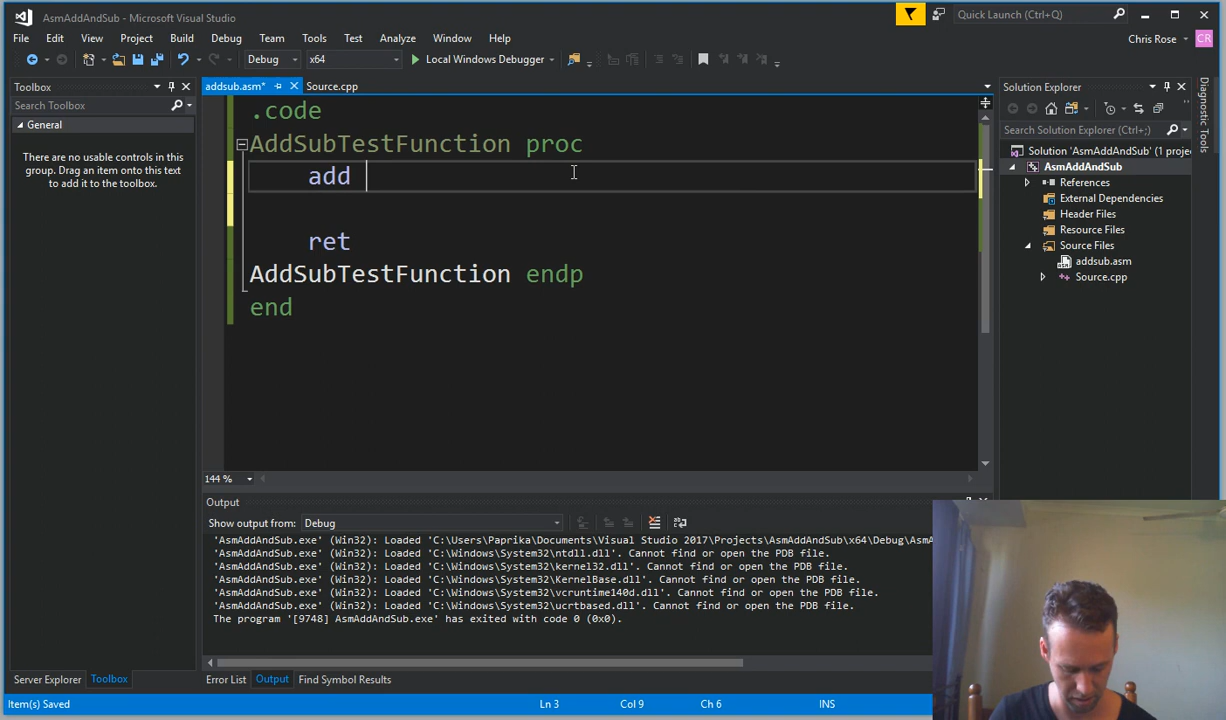 AsmAddAndSub - Microsoft Visual Studio
Quick Launch (Ctrl+Q)
File Edit View Project Build Debug Team Tools Test Analyze Window Help
Chris Rose CR
Debug x64 Local Windows Debugger
Toolbox
addsub.asm* Source.cpp
Solution Explorer
Search Toolbox
General
There are no usable controls in this
group. Drag an item onto this text
to add it to the toolbox.
.code
AddSubTestFunction proc
add
ret
AddSubTestFunction endp
end
Search Solution Explorer (Ctrl+;)
Solution 'AsmAddAndSub' (1 projec
AsmAddAndSub
References
External Dependencies
Header Files
Resource Files
Source Files
addsub.asm
Source.cpp
Diagnostic Tools
144 %
Output
Show output from: Debug
'AsmAddAndSub.exe' (Win32): Loaded 'C:\Users\Paprika\Documents\Visual Studio 2017\Projects\AsmAddAndSub\x64\Debug\AsmA
'AsmAddAndSub.exe' (Win32): Loaded 'C:\Windows\System32\ntdll.dll'. Cannot find or open the PDB file.
'AsmAddAndSub.exe' (Win32): Loaded 'C:\Windows\System32\kernel32.dll'. Cannot find or open the PDB file.
'AsmAddAndSub.exe' (Win32): Loaded 'C:\Windows\System32\KernelBase.dll'. Cannot find or open the PDB file.
'AsmAddAndSub.exe' (Win32): Loaded 'C:\Windows\System32\vcruntime140d.dll'. Cannot find or open the PDB file.
'AsmAddAndSub.exe' (Win32): Loaded 'C:\Windows\System32\ucrtbased.dll'. Cannot find or open the PDB file.
The program '[9748] AsmAddAndSub.exe' has exited with code 0 (0x0).
Server Explorer Toolbox
Error List Output Find Symbol Results
Item(s) Saved
Ln 3 Col 9 Ch 6 INS